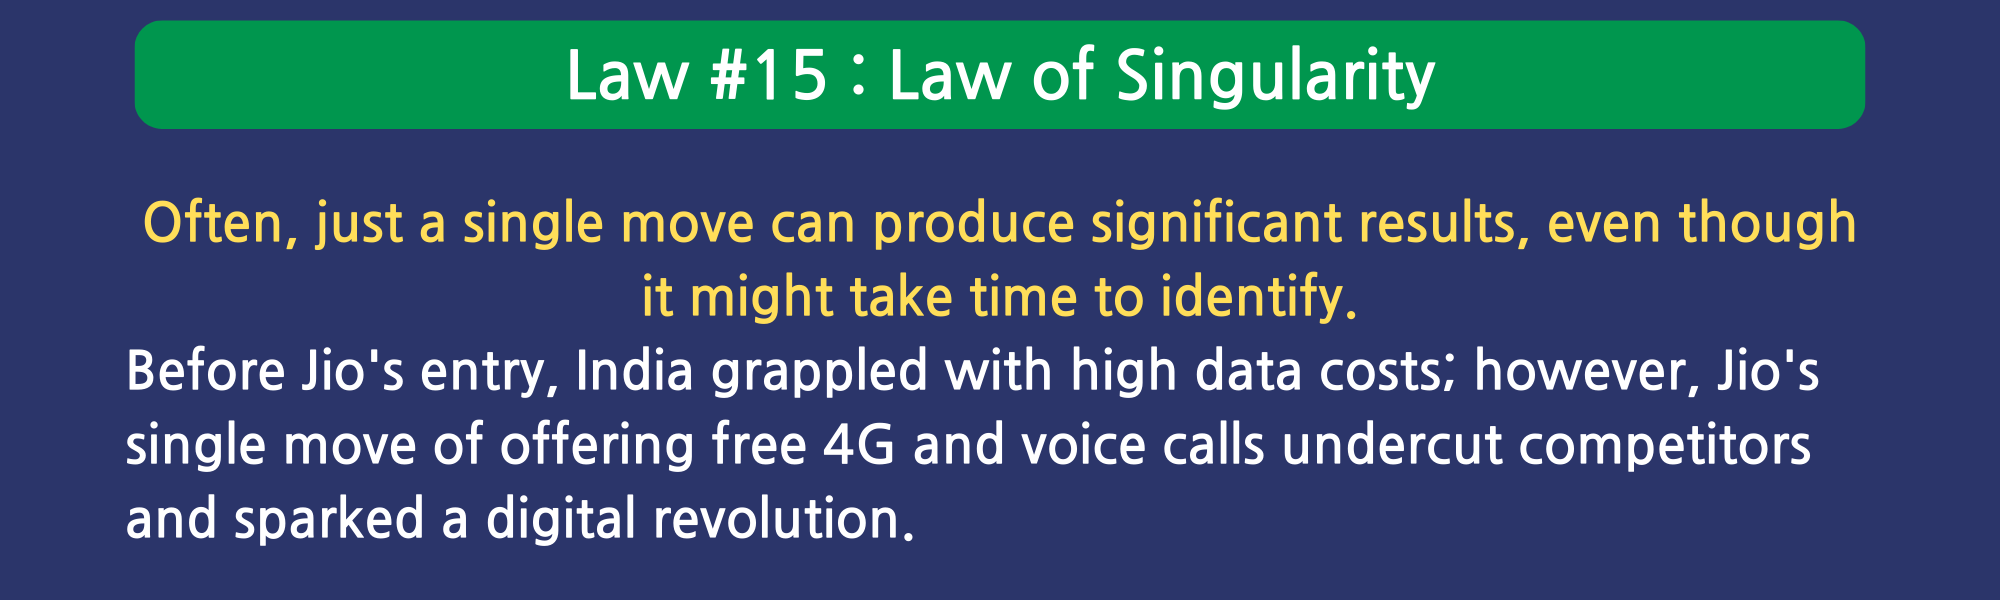 Law #15 : Law of Singularity
Often, just a single move can produce significant results, even though
it might take time to identify.
Before Jio's entry, India grappled with high data costs; however, Jio's
single move of offering free 4G and voice calls undercut competitors
and sparked a digital revolution.